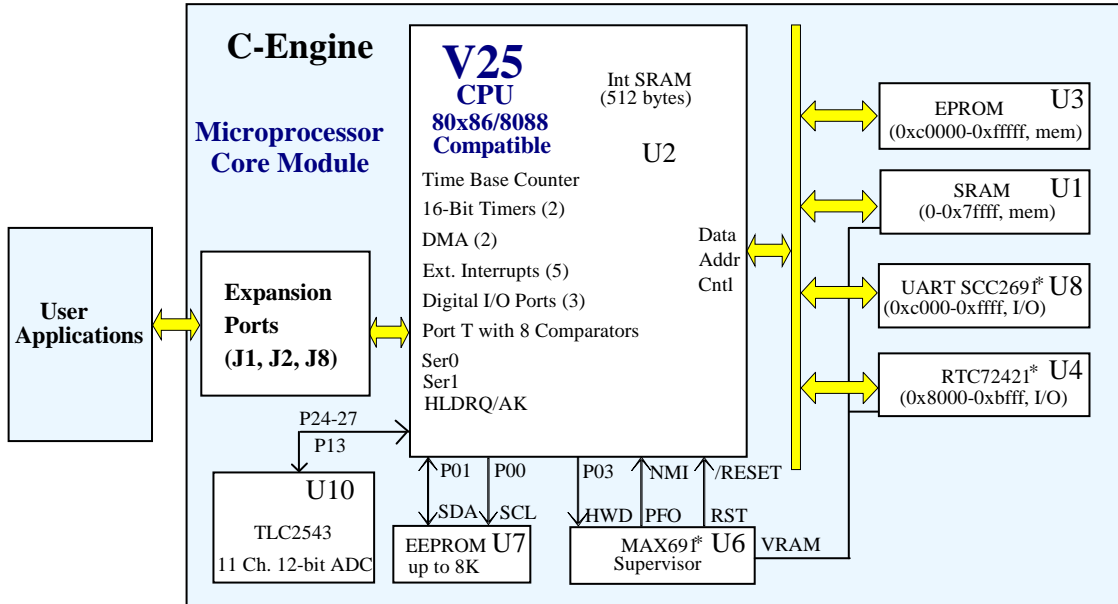 C-Engine
Microprocessor
Core Module
V25
CPU
80x86/8088
Compatible
Int SRAM
(512 bytes)
U2
Time Base Counter
16-Bit Timers (2)
DMA (2)
Ext. Interrupts (5)
Digital I/O Ports (3)
Port T with 8 Comparators
Ser0
Ser1
HLDRQ/AK
Data
Addr
Cntl
EPROM U3
(0xc0000-0xfffff, mem)
SRAM U1
(0-0x7ffff, mem)
UART SCC2691* U8
(0xc000-0xffff, I/O)
RTC72421* U4
(0x8000-0xbfff, I/O)
User
Applications
Expansion
Ports
(J1, J2, J8)
P24-27
P13
U10
TLC2543
11 Ch. 12-bit ADC
P01 P00 P03 NMI /RESET
SDA SCL HWD PFO RST
EEPROM U7
up to 8K
MAX691* U6
Supervisor
VRAM